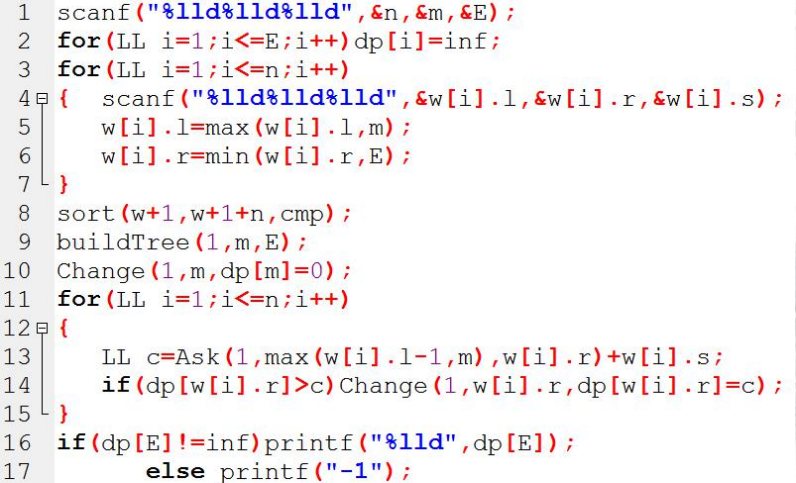 1 scanf("%lld%lld%lld",&n,&m,&E);
2 for(LL i=1;i<=E;i++)dp[i]=inf;
3 for(LL i=1;i<=n;i++)
4 {  scanf("%lld%lld%lld",&w[i].l,&w[i].r,&w[i].s);
5    w[i].l=max(w[i].l,m);
6    w[i].r=min(w[i].r,E);
7 }
8 sort(w+1,w+1+n,cmp);
9 buildTree(1,m,E);
10 Change(1,m,dp[m]=0);
11 for(LL i=1;i<=n;i++)
12 {
13    LL c=Ask(1,max(w[i].l-1,m),w[i].r)+w[i].s;
14    if(dp[w[i].r]>c)Change(1,w[i].r,dp[w[i].r]=c);
15 }
16 if(dp[E]!=inf)printf("%lld",dp[E]);
17       else printf("-1");